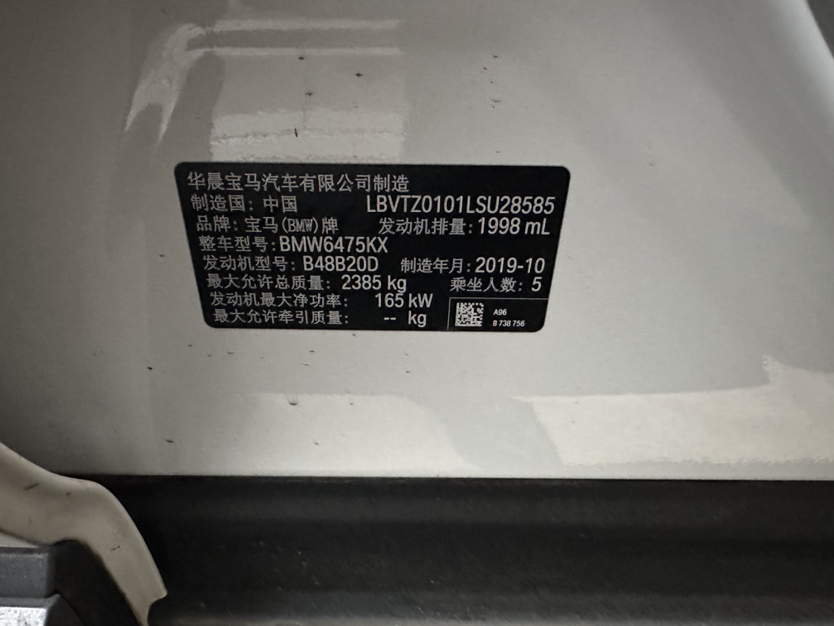 华晨宝马汽车有限公司制造
制造国: 中国 LBVTZ0101LSU28585
品牌: 宝马(BMW)牌 发动机排量: 1998 mL
整车型号: BMW6475KX
发动机型号: B48B20D 制造年月: 2019-10
最大允许总质量: 2385 kg 乘坐人数: 5
发动机最大净功率: 165 kW
最大允许牵引质量: -- kg
A96
B 738 756